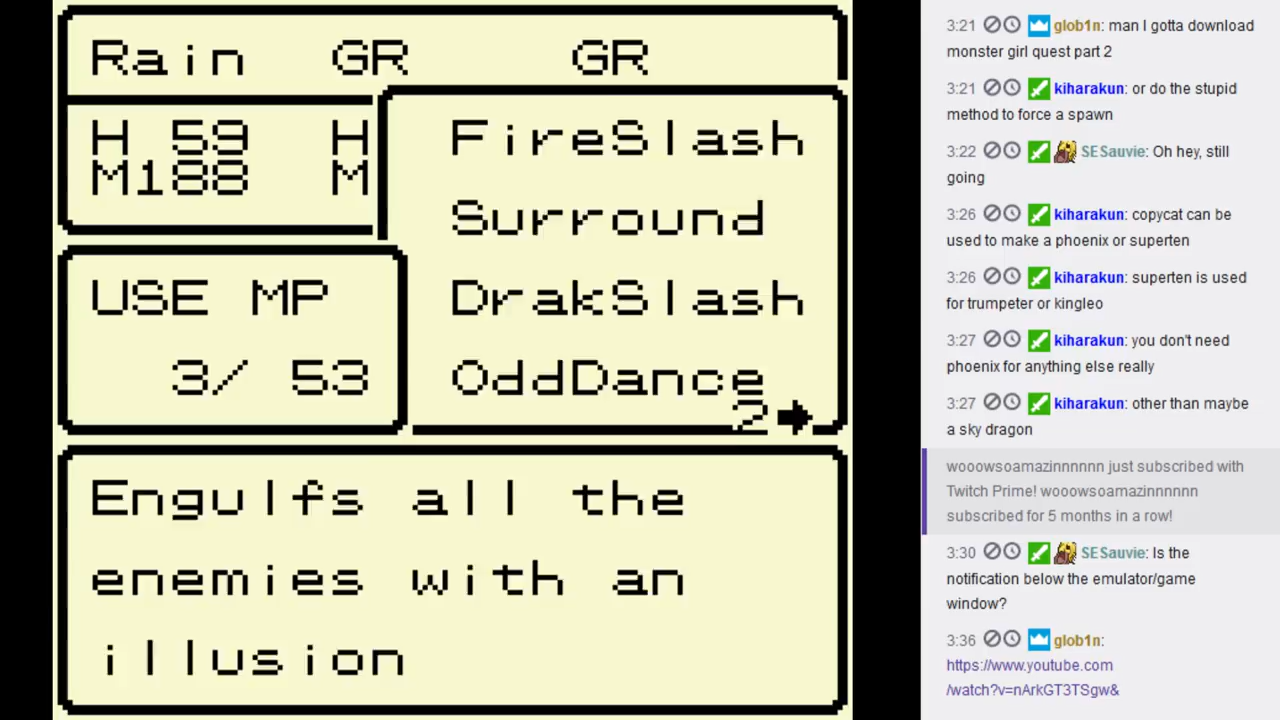 Rain GR GR
H 59 H
M188 M
FireSlash
Surround
DrakSlash
OddDance
2
USE MP
3/ 53
Engulfs all the
enemies with an
illusion
3:21 glob1n: man I gotta download
monster girl quest part 2
3:21 kiharakun: or do the stupid
method to force a spawn
3:22 SESauvie: Oh hey, still
going
3:26 kiharakun: copycat can be
used to make a phoenix or superten
3:26 kiharakun: superten is used
for trumpeter or kingleo
3:27 kiharakun: you don't need
phoenix for anything else really
3:27 kiharakun: other than maybe
a sky dragon
wooowsoamazinnnnnn just subscribed with
Twitch Prime! wooowsoamazinnnnnn
subscribed for 5 months in a row!
3:30 SESauvie: Is the
notification below the emulator/game
window?
3:36 glob1n:
https://www.youtube.com
/watch?v=nArkGT3TSgw&